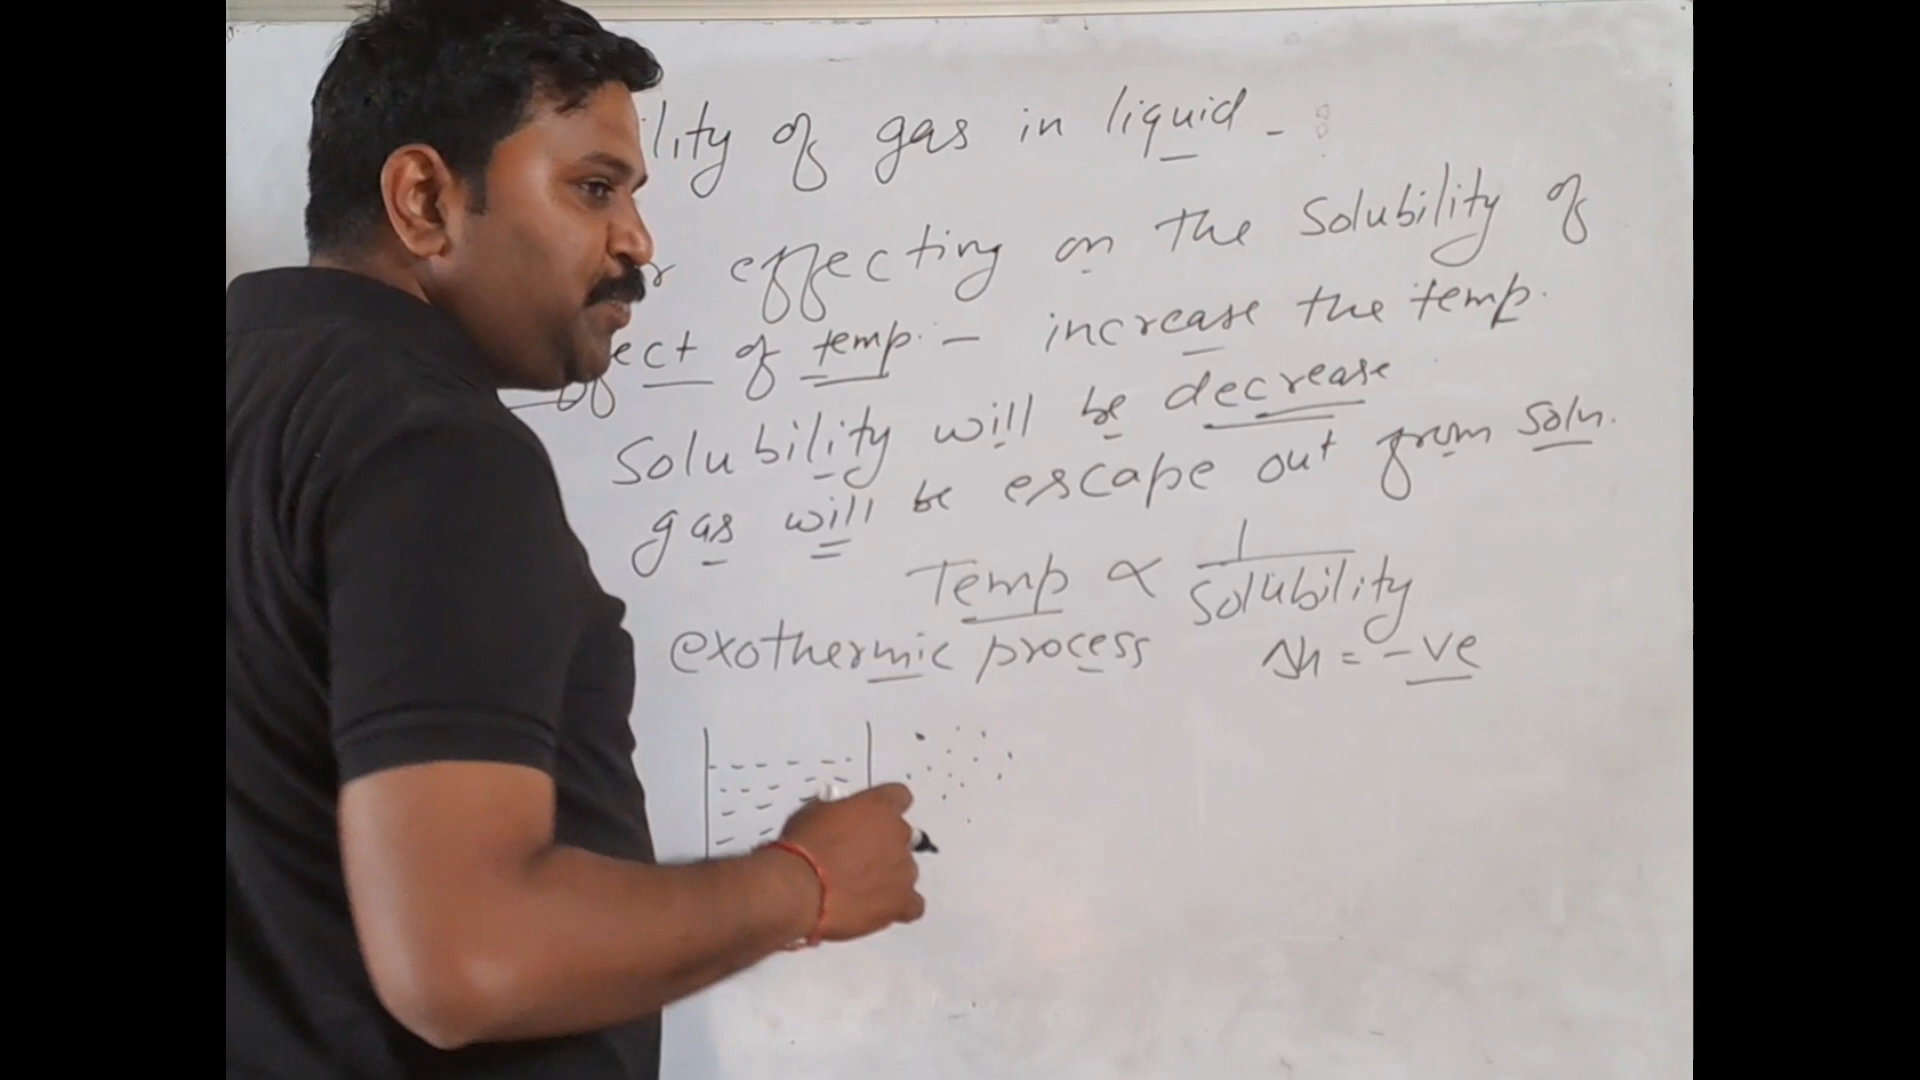 lity of gas in liquid -:
r effecting on the solubility of
ffect of temp. - increase the temp.
Solubility will be decrease
gas will be escape out from soln.
Temp ∝ 1/Solubility
exothermic process Δh = -ve